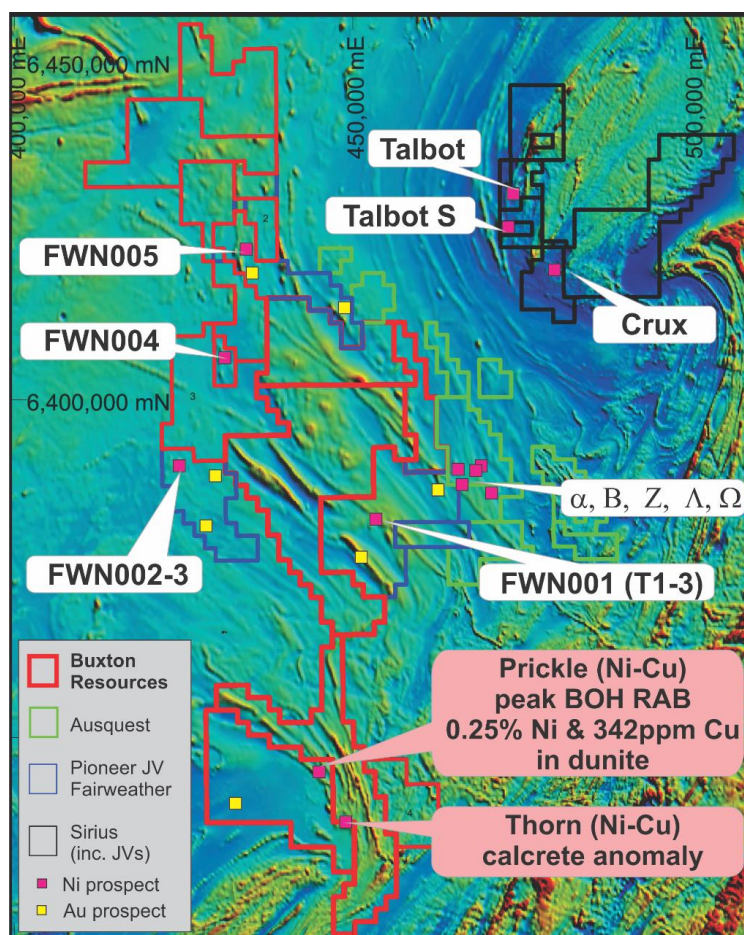 400,000 mE
450,000 mE
500,000 mE
6,450,000 mN
Talbot
Talbot S
2
FWN005
Crux
FWN004
6,400,000 mN
3
α, B, Z, Λ, Ω
FWN002-3
FWN001 (T1-3)
Buxton
Resources
Ausquest
Pioneer JV
Fairweather
Sirius
(inc. JVs)
Ni prospect
Au prospect
Prickle (Ni-Cu)
peak BOH RAB
0.25% Ni & 342ppm Cu
in dunite
4
Thorn (Ni-Cu)
calcrete anomaly